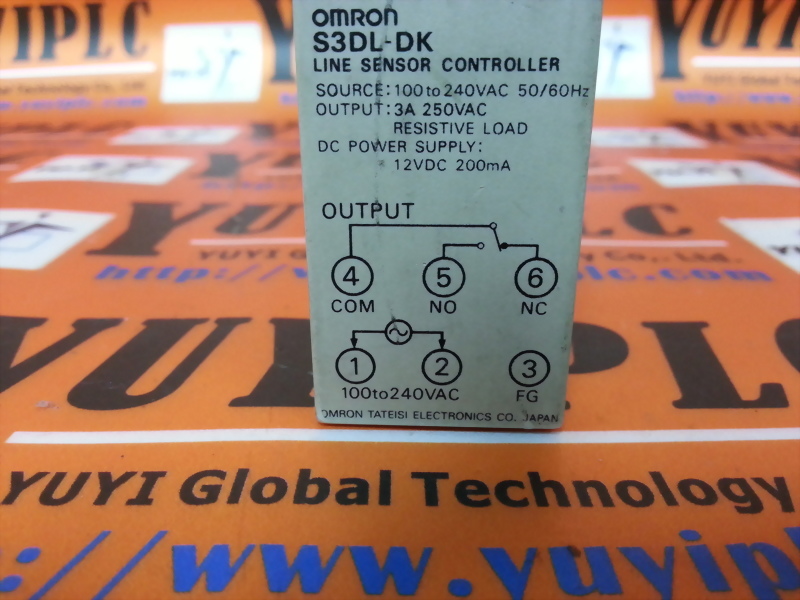 OMRON
S3DL-DK
LINE SENSOR CONTROLLER
SOURCE: 100 to 240VAC 50/60Hz
OUTPUT: 3A 250VAC
RESISTIVE LOAD
DC POWER SUPPLY:
12VDC 200mA
OUTPUT
4 5 6
COM NO NC
1 2 3
100to240VAC FG
OMRON TATEISI ELECTRONICS CO. JAPAN
YUYIPLC
YUYI Global Technology
www.yuyiplc